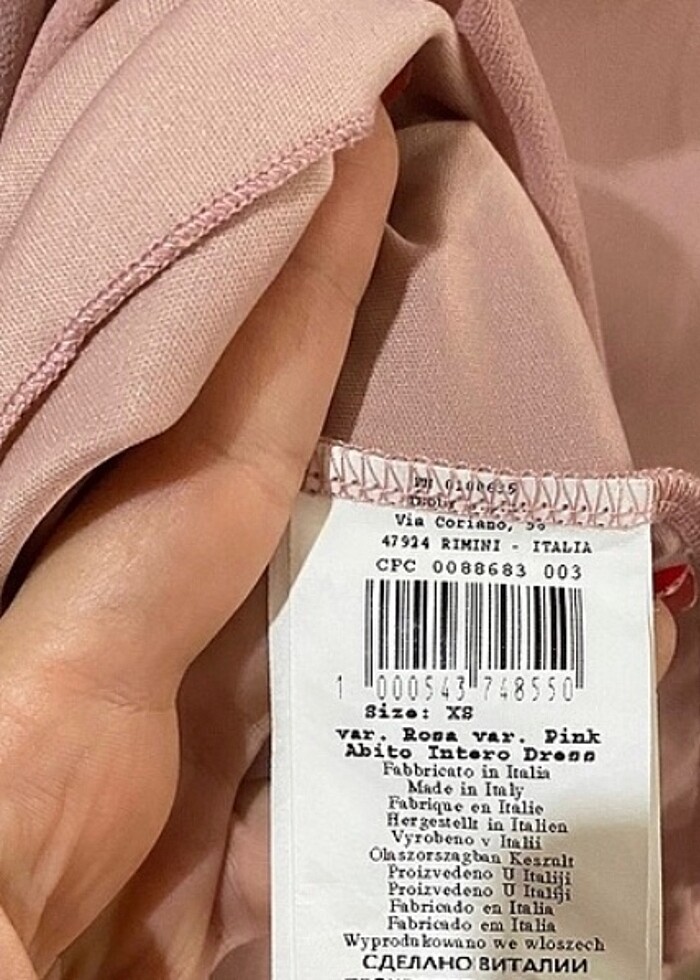 Via Coriano, 58
47924 RIMINI - ITALIA
CPC 0088683 003
1 000543 748550
Size: XS
var. Rosa var. Pink
Abito Intero Dress
Fabbricato in Italia
Made in Italy
Fabrique en Italie
Hergestellt in Italien
Vyrobeno v Italii
Olaszorszagban Keszult
Proizvedeno U Italiji
Proizvedeno U Italiji
Fabricado en Italia
Fabricado em Italia
Wyprodukowano we wloszech
СДЕЛАНО ВИТАЛИИ